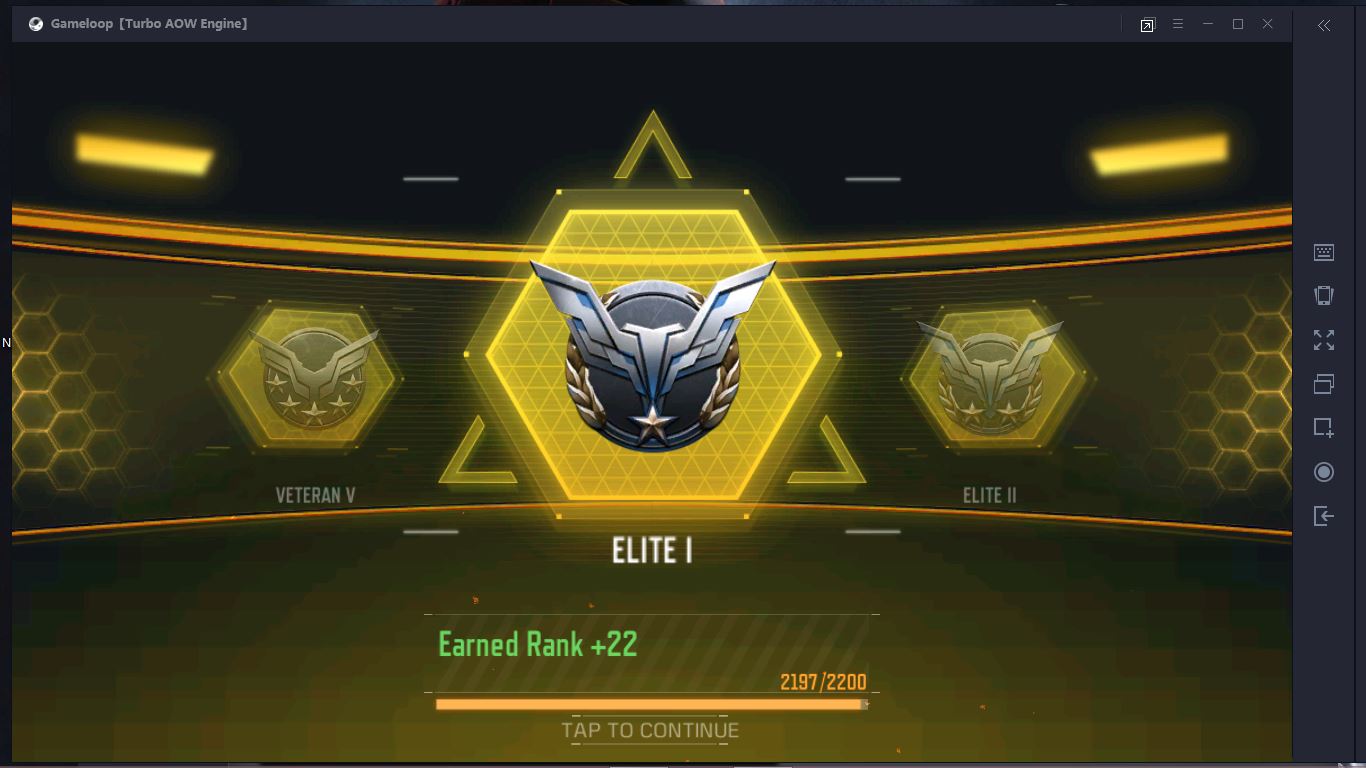 Gameloop [Turbo AOW Engine]
N
VETERAN V
ELITE II
ELITE I
Earned Rank +22
2197/2200
TAP TO CONTINUE